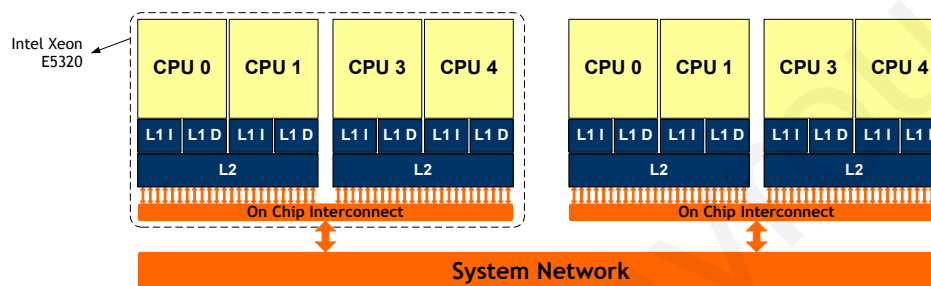 Intel Xeon
E5320
CPU 0 CPU 1 CPU 3 CPU 4 CPU 0 CPU 1 CPU 3 CPU 4
L1 I L1 D L1 I L1 D L1 I L1 D L1 I L1 D L1 I L1 D L1 I L1 D L1 I L1 D L1 I
L2 L2 L2 L2
On Chip Interconnect On Chip Interconnect
System Network